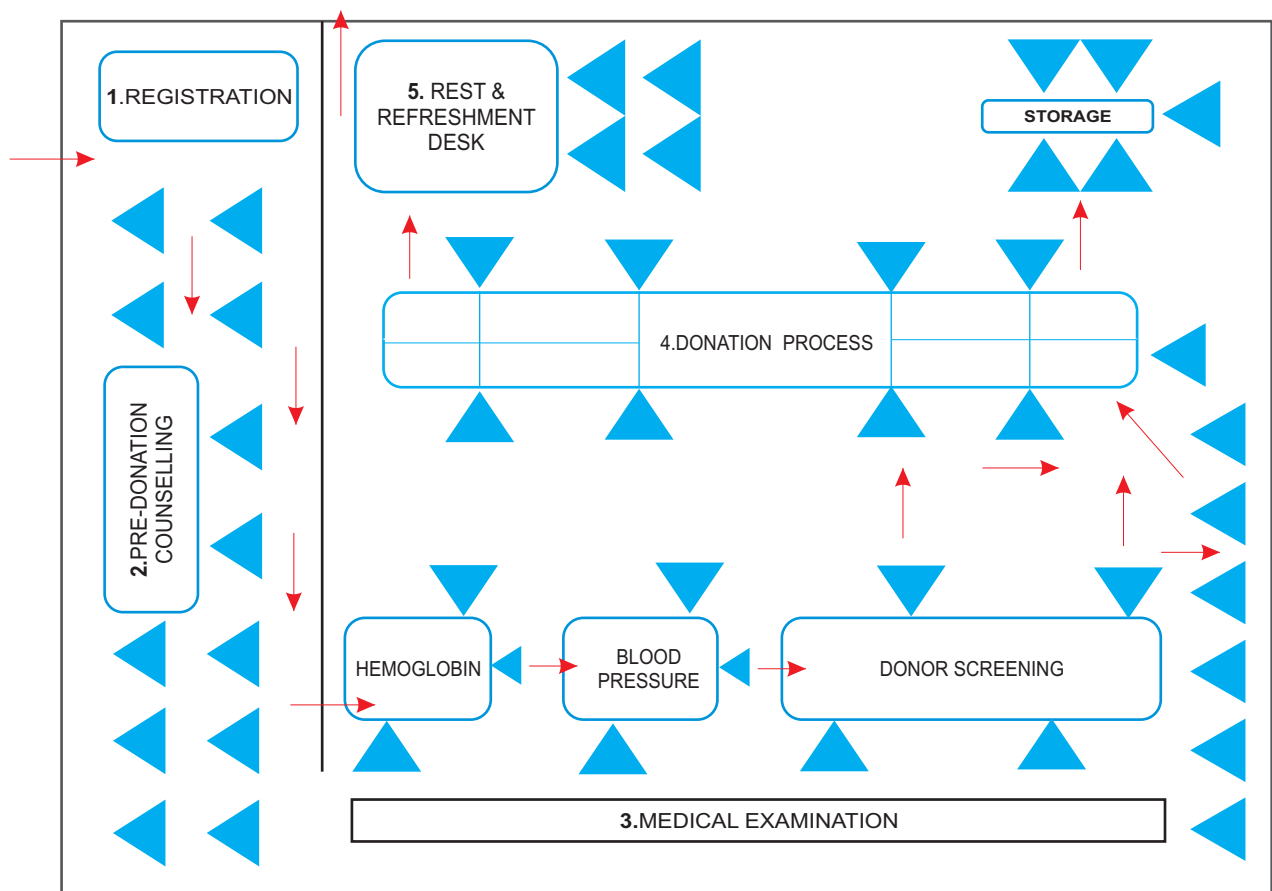 1.REGISTRATION
2.PRE-DONATION
COUNSELLING
HEMOGLOBIN
BLOOD
PRESSURE
DONOR SCREENING
3.MEDICAL EXAMINATION
4.DONATION PROCESS
5. REST &
REFRESHMENT
DESK
STORAGE